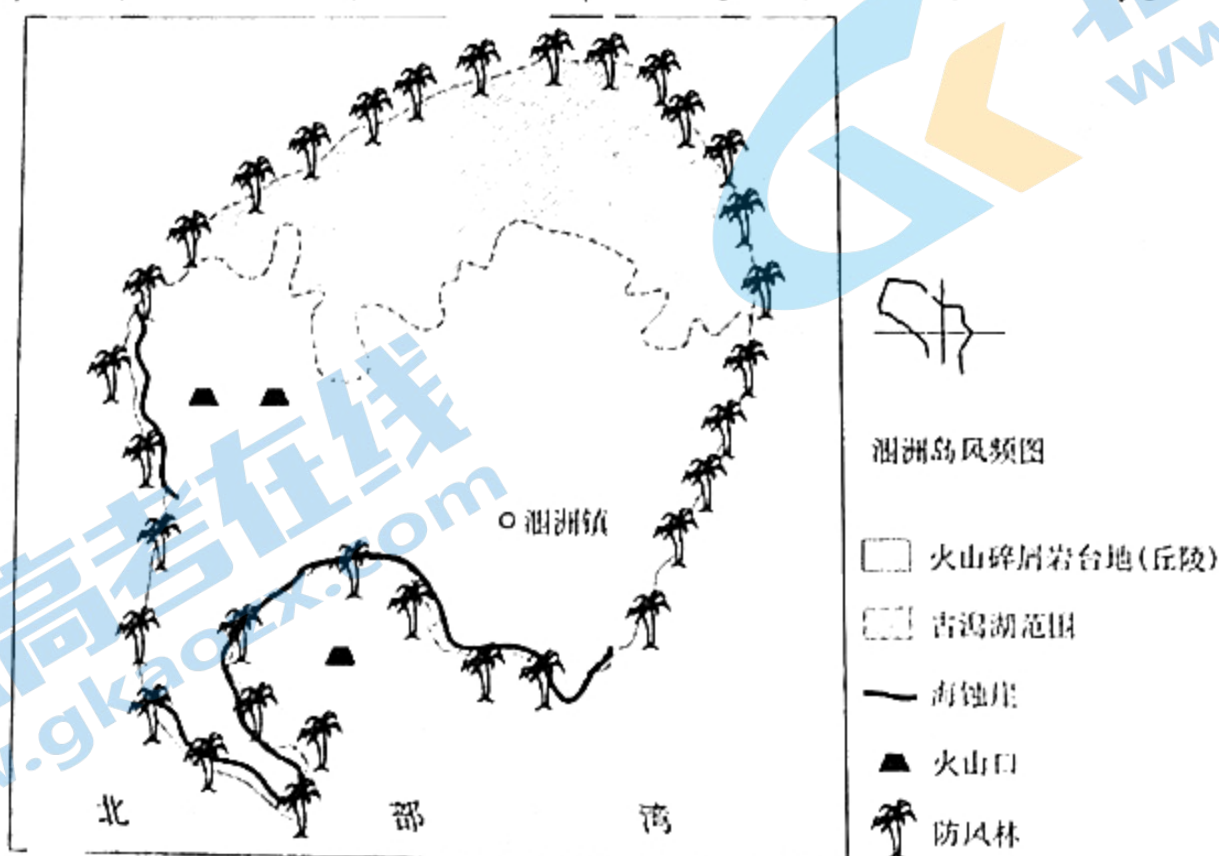 涠洲岛风频图
涠洲镇
火山碎屑岩台地(丘陵)
古潟湖范围
海蚀崖
火山口
防风林
北 部 湾
高考在线
www.gkaozx.com